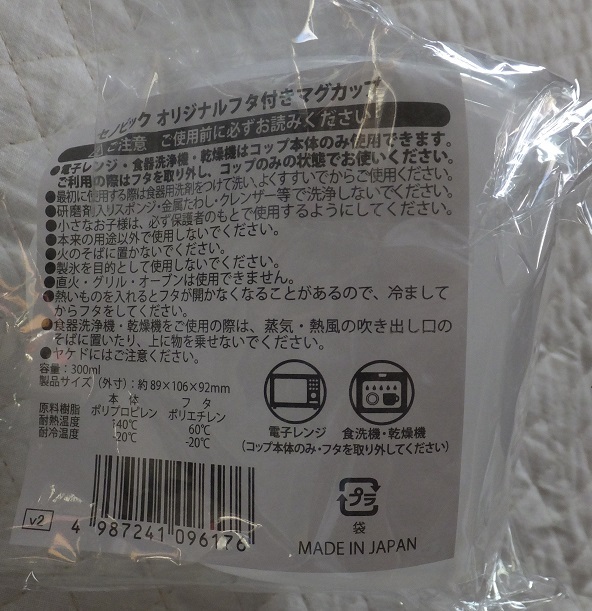 セノビック オリジナルフタ付きマグカップ
ご注意 ご使用前に必ずお読みください
●電子レンジ・食器洗浄機・乾燥機はコップ本体のみ使用できます。
ご利用の際はフタを取り外し、コップのみの状態でお使いください。
●最初に使用する際は食器用洗剤をつけて洗い、よくすすいでからご使用ください。
●研磨剤入りスポンジ・金属たわし・クレンザー等で洗浄しないでください。
●小さなお子様は、必ず保護者のもとで使用するようにしてください。
●本来の用途以外で使用しないでください。
●火のそばに置かないでください。
●製氷を目的として使用しないでください。
●直火・グリル・オーブンは使用できません。
●熱いものを入れるとフタが開かなくなることがあるので、冷まして
からフタをしてください。
●食器洗浄機・乾燥機をご使用の際は、蒸気・熱風の吹き出し口の
そばに置いたり、上に物を乗せないでください。
●ヤケドにはご注意ください。
容量：300ml
製品サイズ（外寸）：約89×106×92mm
本体 フタ
原料樹脂 ポリプロピレン ポリエチレン
耐熱温度 140℃ 60℃
耐冷温度 -20℃ -20℃
電子レンジ 食洗機・乾燥機
（コップ本体のみ・フタを取り外してください）
v2
4 987241 096176
プラ
袋
MADE IN JAPAN